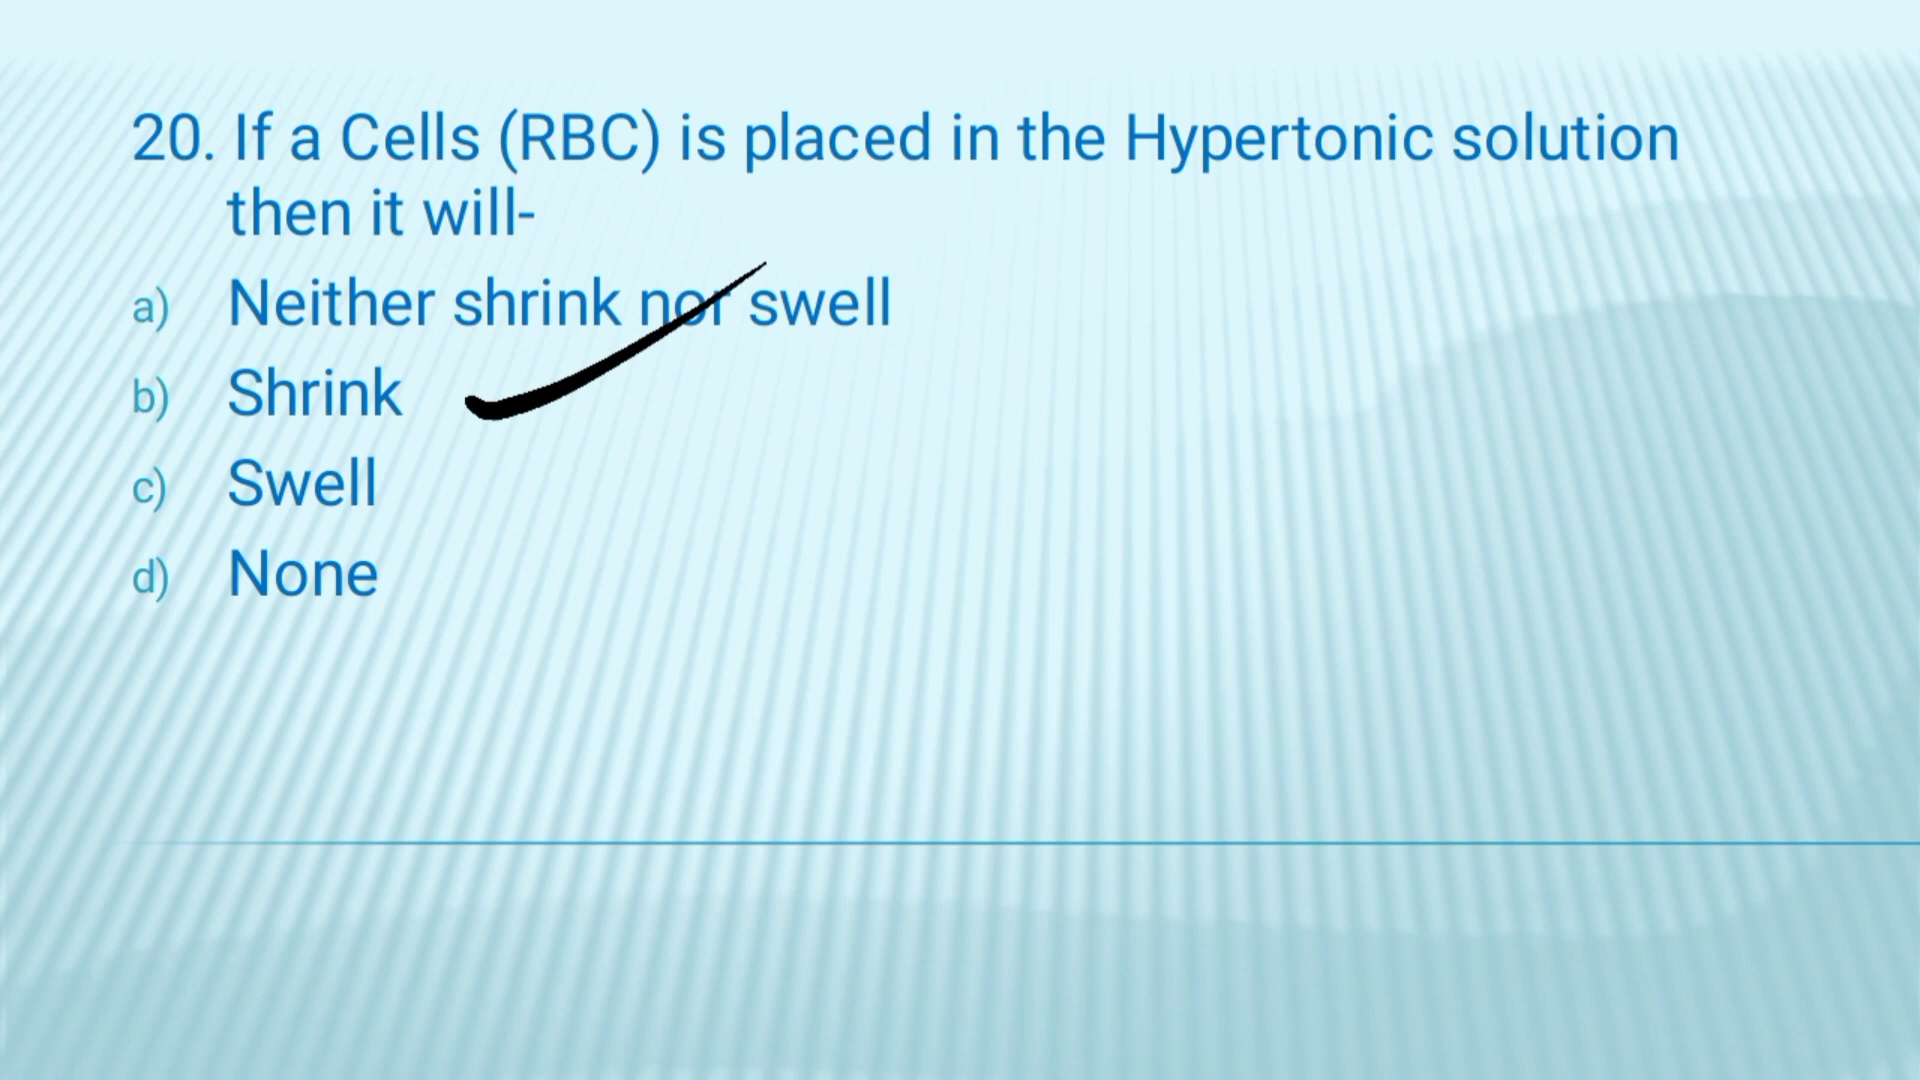 20. If a Cells (RBC) is placed in the Hypertonic solution
then it will-
a) Neither shrink nor swell
b) Shrink
c) Swell
d) None